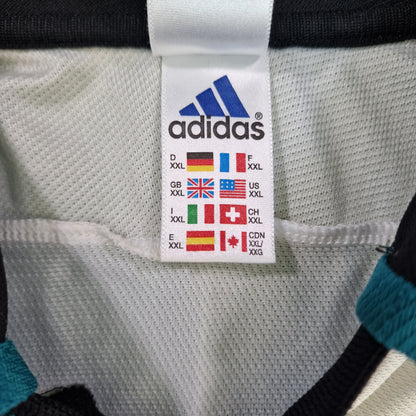 adidas®
D XXL F XXL
GB XXL US XXL
I XXL CH XXL
E XXL CDN XXL/ XXG